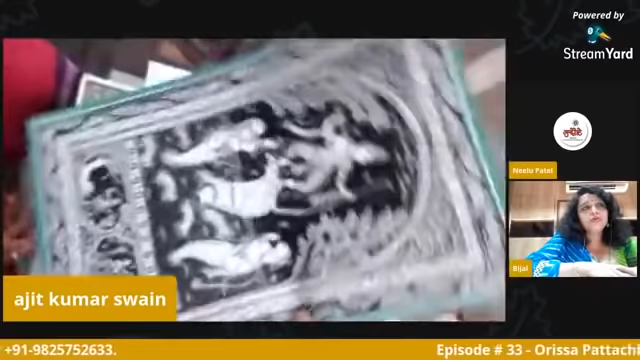 Powered by
StreamYard
Neelu Patel
Bijal
ajit kumar swain
+91-9825752633.
Episode # 33 - Orissa Pattachi